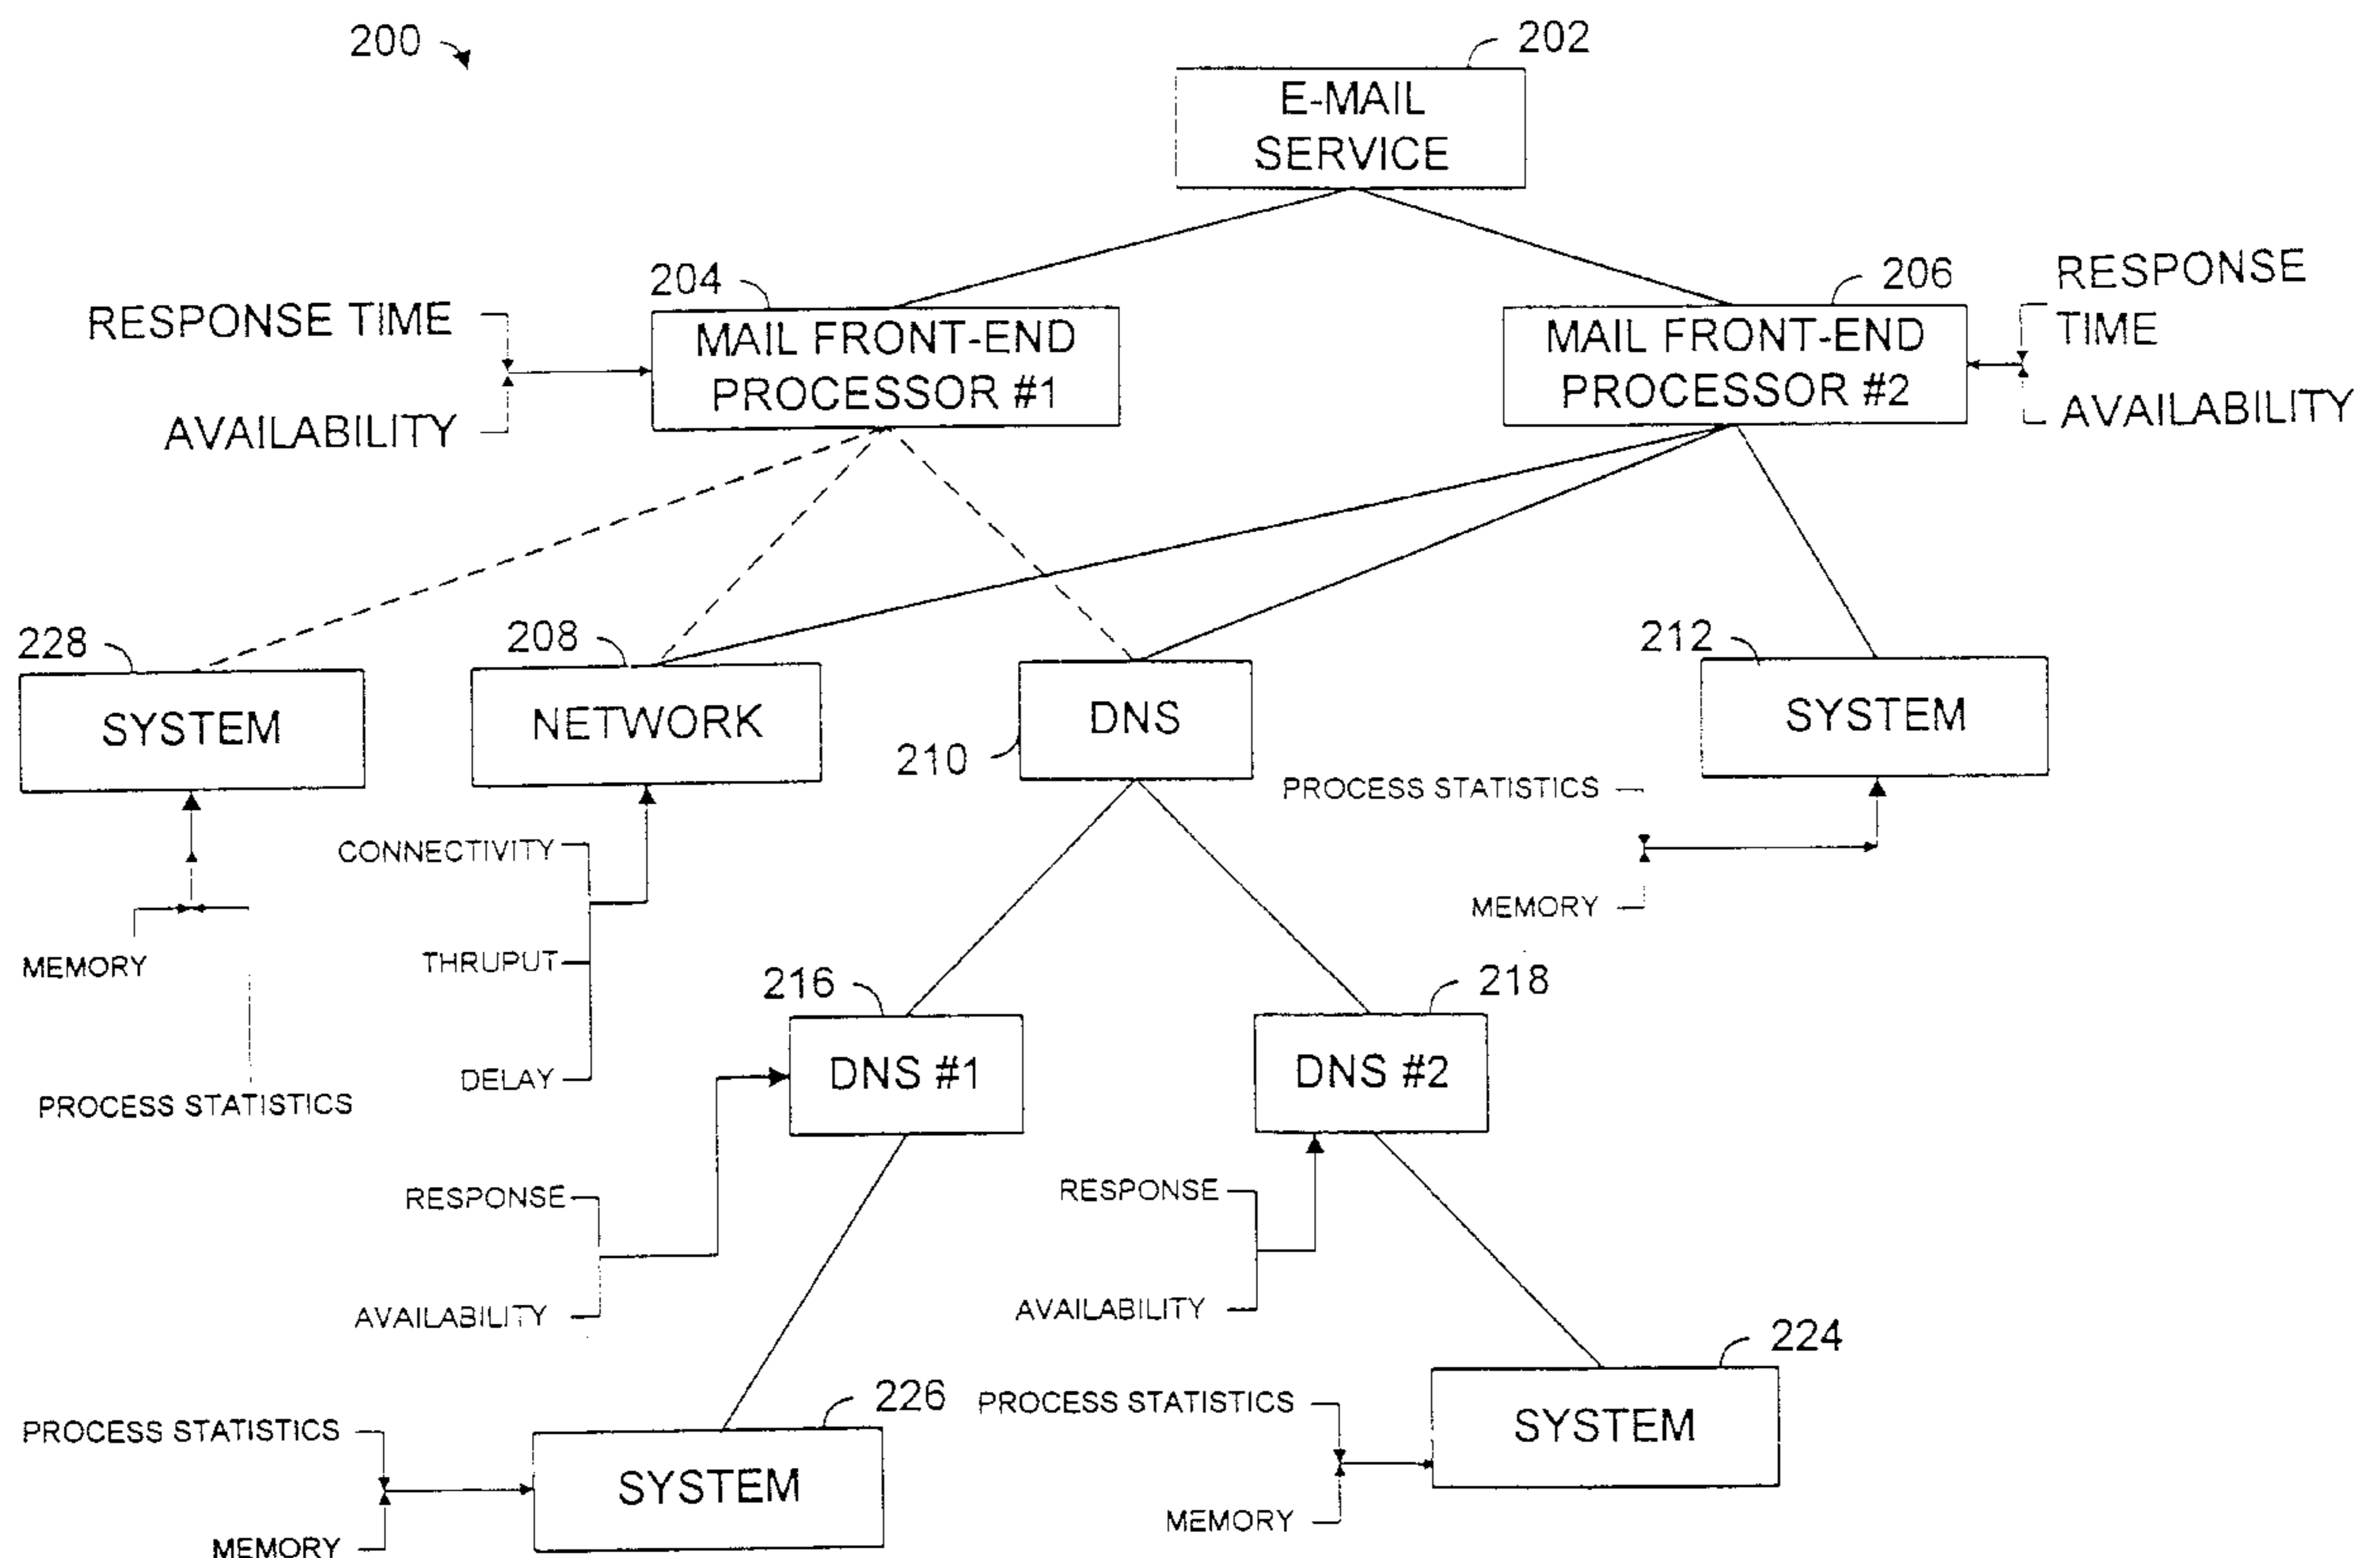 200
202
E-MAIL
SERVICE
204
206
RESPONSE TIME
AVAILABILITY
MAIL FRONT-END
PROCESSOR #1
MAIL FRONT-END
PROCESSOR #2
RESPONSE
TIME
AVAILABILITY
228
208
212
SYSTEM
NETWORK
DNS
210
SYSTEM
PROCESS STATISTICS
MEMORY
CONNECTIVITY
THRUPUT
DELAY
MEMORY
PROCESS STATISTICS
216
218
DNS #1
DNS #2
RESPONSE
AVAILABILITY
RESPONSE
AVAILABILITY
226
224
PROCESS STATISTICS
MEMORY
SYSTEM
PROCESS STATISTICS
MEMORY
SYSTEM